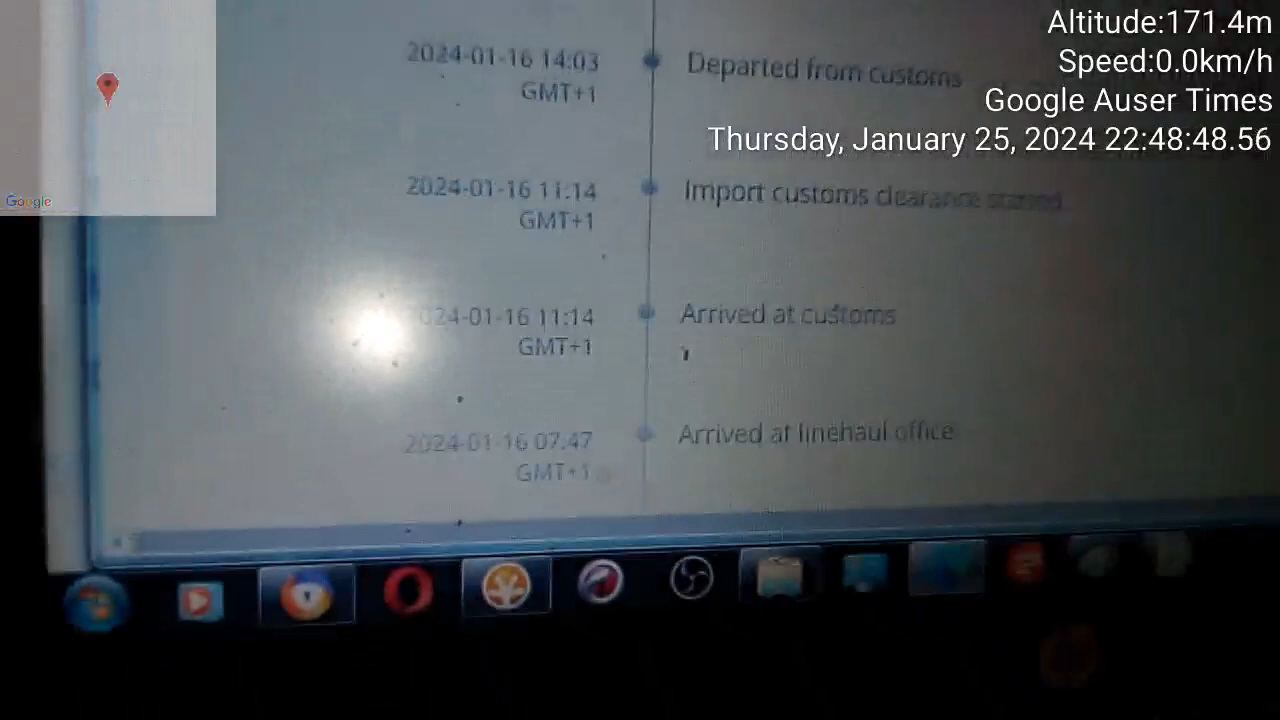 Altitude:171.4m
Speed:0.0km/h
Google Auser Times
Thursday, January 25, 2024 22:48:48.56
Google
2024-01-16 14:03
GMT+1
Departed from customs
2024-01-16 11:14
GMT+1
Import customs clearance started
2024-01-16 11:14
GMT+1
Arrived at customs
2024-01-16 07:47
GMT+1
Arrived at linehaul office